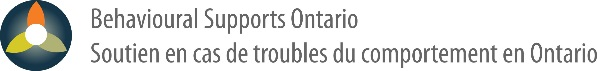 Behavioural Supports Ontario
Soutien en cas de troubles du comportement en Ontario